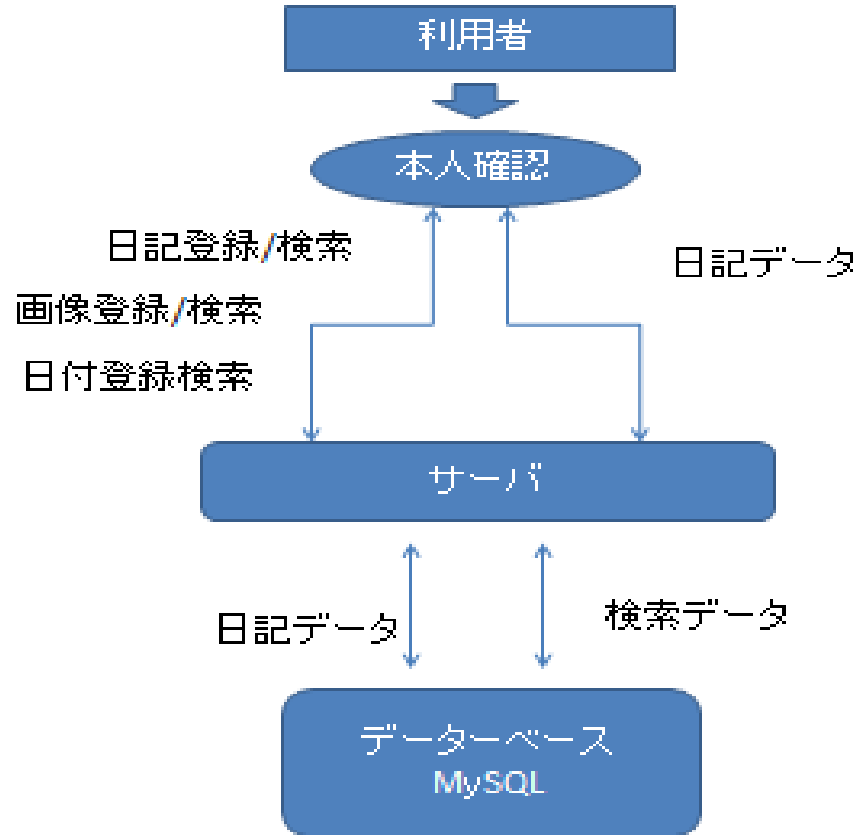 利用者
本人確認
日記登録/検索
日記データ
画像登録/検索
日付登録検索
サーバ
日記データ
検索データ
データーベース
MySQL